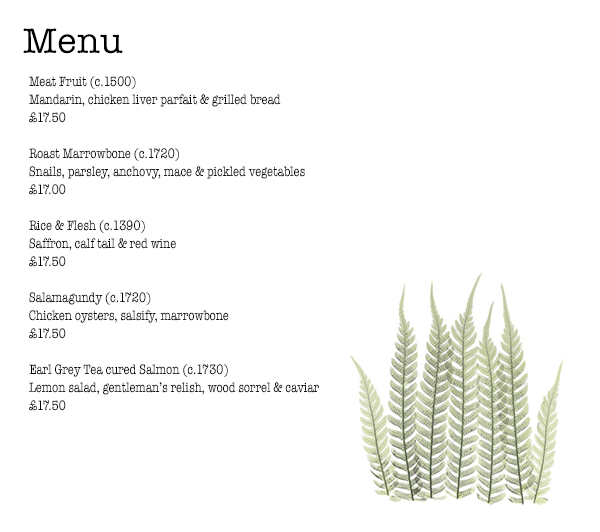 Menu
Meat Fruit (c.1500)
Mandarin, chicken liver parfait & grilled bread
£17.50
Roast Marrowbone (c.1720)
Snails, parsley, anchovy, mace & pickled vegetables
£17.00
Rice & Flesh (c.1390)
Saffron, calf tail & red wine
£17.50
Salamagundy (c.1720)
Chicken oysters, salsify, marrowbone
£17.50
Earl Grey Tea cured Salmon (c.1730)
Lemon salad, gentleman's relish, wood sorrel & caviar
£17.50